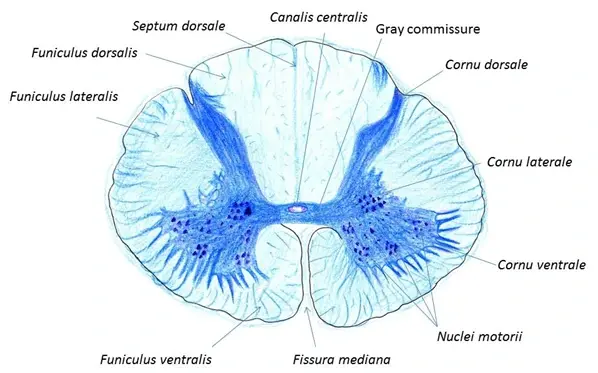 Canalis centralis
Septum dorsale
Gray commissure
Funiculus dorsalis
Cornu dorsale
Funiculus lateralis
Cornu laterale
Cornu ventrale
Nuclei motorii
Funiculus ventralis
Fissura mediana